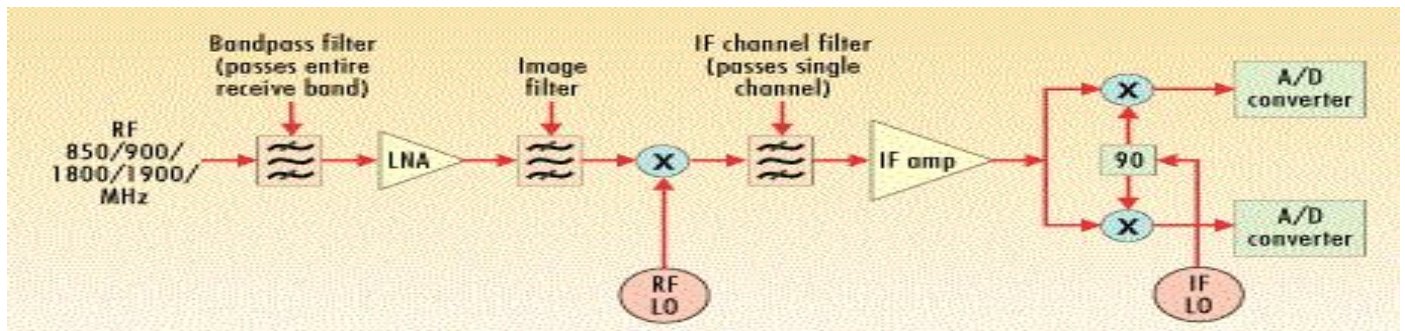 Bandpass filter
(passes entire
receive band)
Image
filter
IF channel filter
(passes single
channel)
A/D
converter
RF
850/900/
1800/1900/
MHz
LNA
X
IF amp
X
90
X
A/D
converter
RF
LO
IF
LO